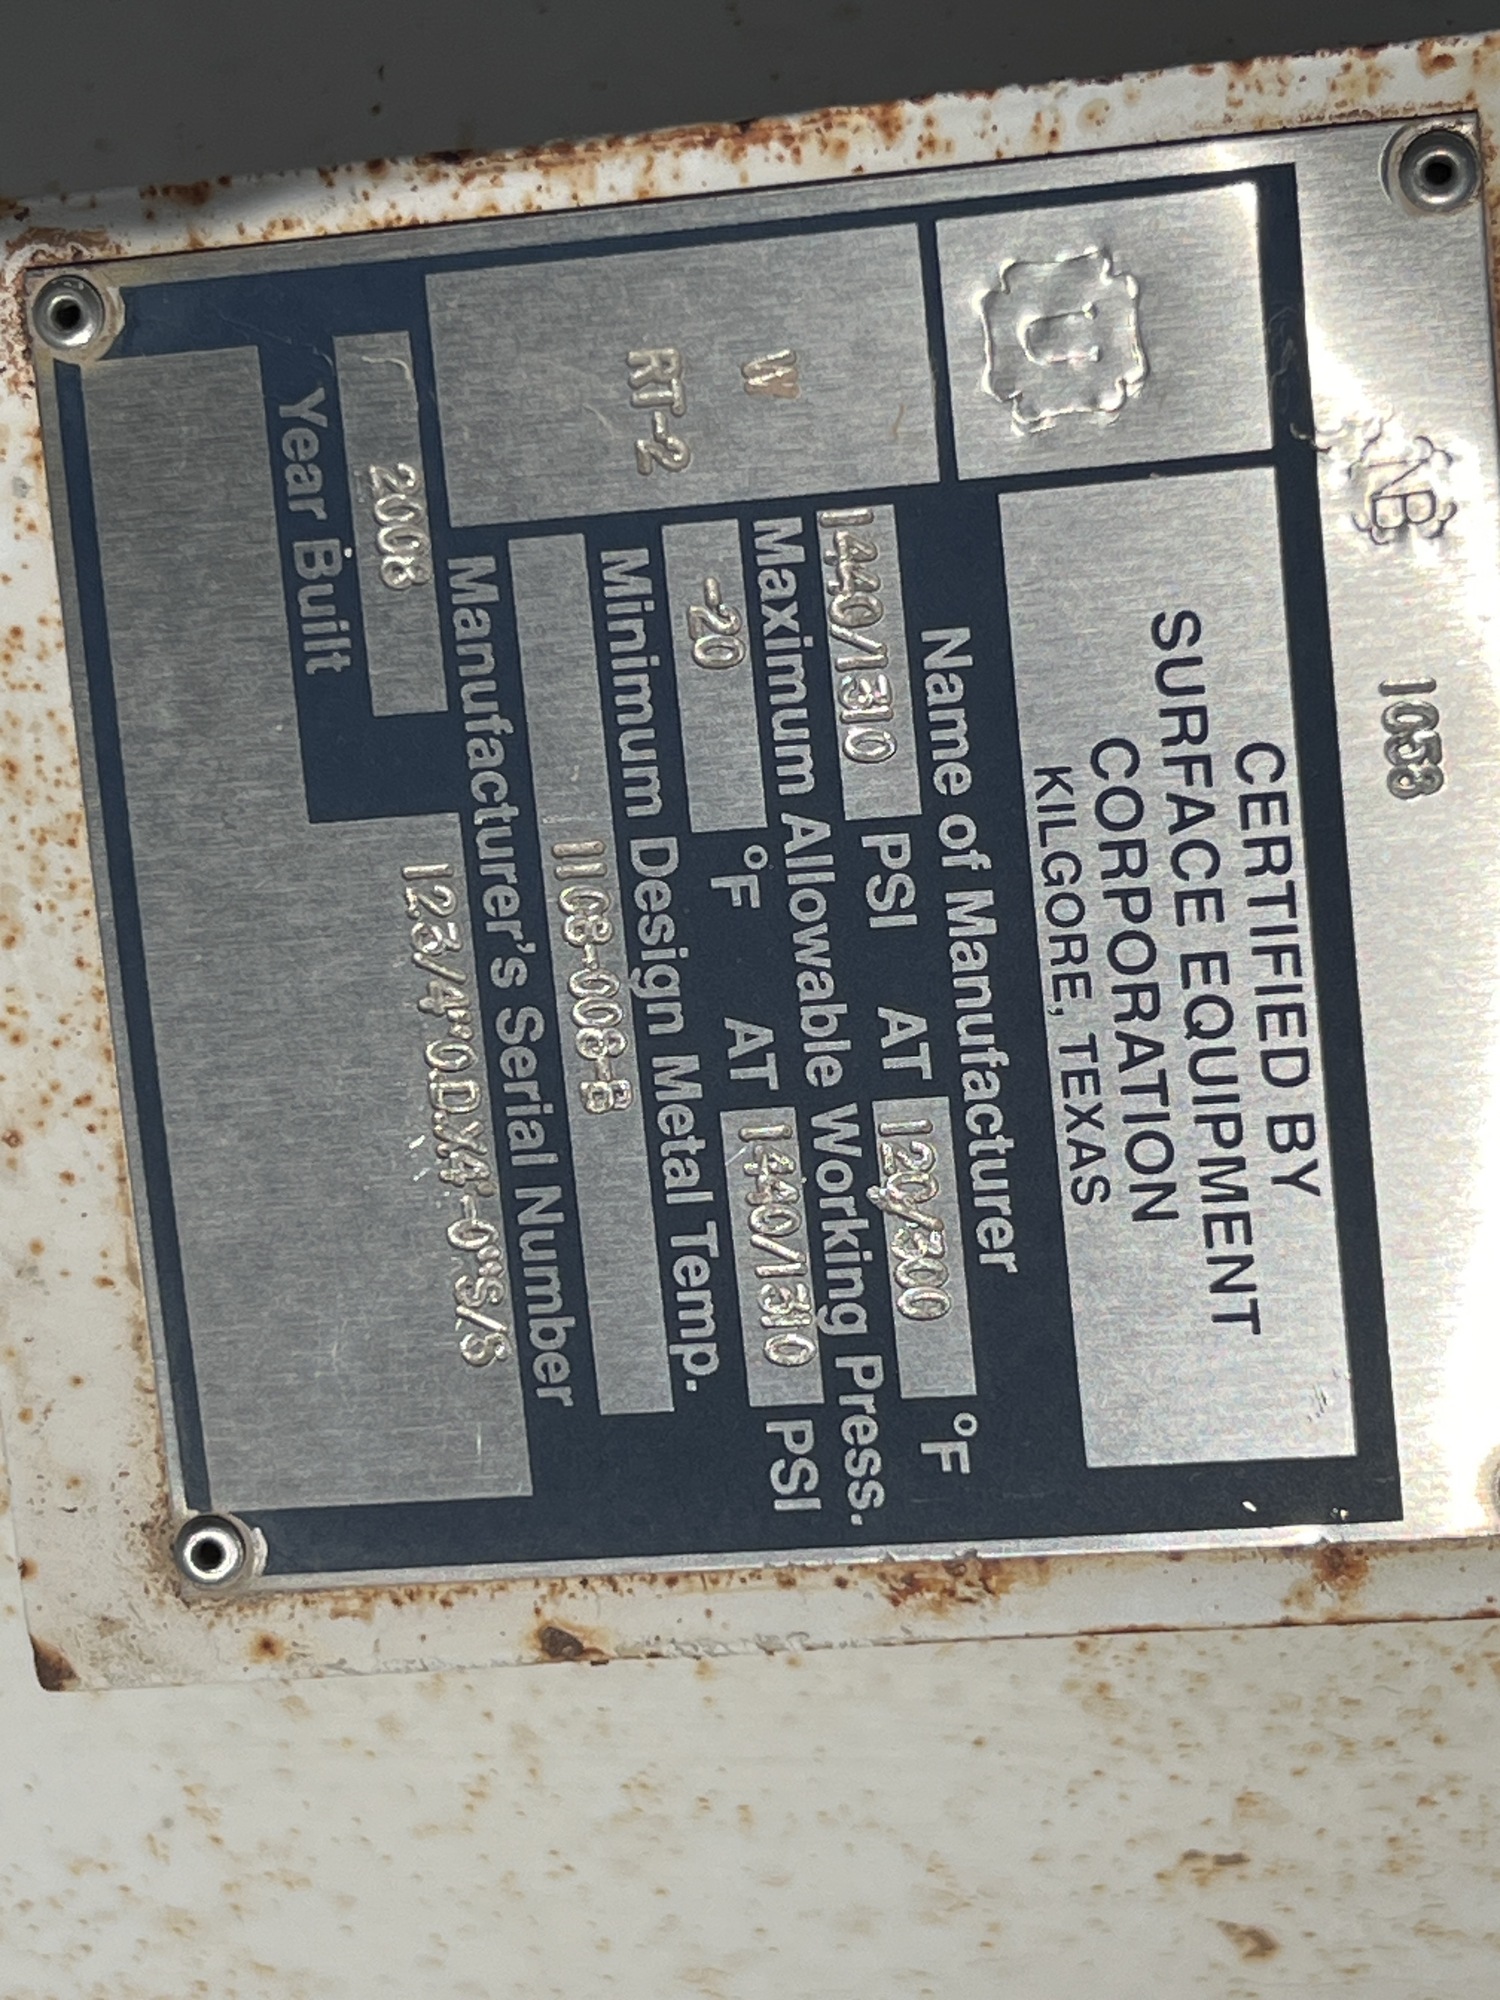 NB 1058
U
CERTIFIED BY
SURFACE EQUIPMENT
CORPORATION
KILGORE, TEXAS
Name of Manufacturer
W
RT-2
1440/1310 PSI AT 120/300 °F
Maximum Allowable Working Press.
-20 °F AT 1440/1310 PSI
Minimum Design Metal Temp.
1108-008-B
Manufacturer's Serial Number
2008
Year Built
12.3/4"O.D.X4'-0"S/S